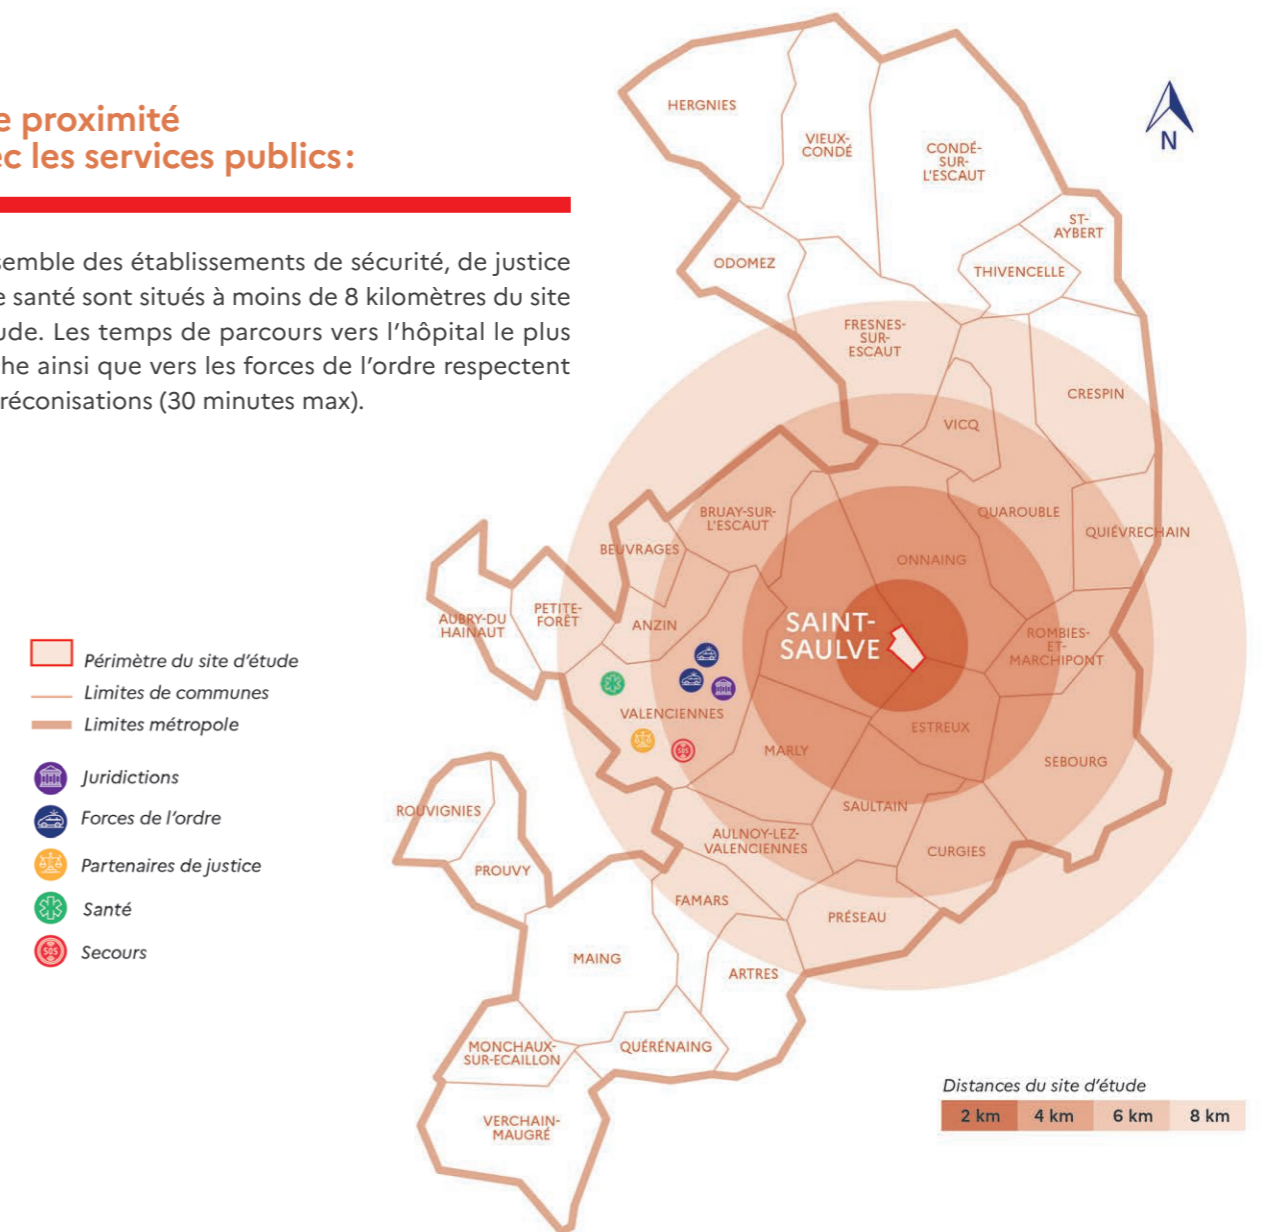 e proximité
ec les services publics :
semble des établissements de sécurité, de justice
e santé sont situés à moins de 8 kilomètres du site
ude. Les temps de parcours vers l'hôpital le plus
he ainsi que vers les forces de l'ordre respectent
réconisations (30 minutes max).
N
HERGNIES
VIEUX-
CONDÉ
CONDÉ-
SUR-
L'ESCAUT
ST-
AYBERT
ODOMEZ
THIVENCELLE
FRESNES-
SUR-
ESCAUT
CRESPIN
VICQ
BRUAY-SUR-
L'ESCAUT
QUAROUBLE
QUIÉVRECHAIN
BEUVRAGES
ONNAING
AUBRY-DU
HAINAUT
PETITE-
FORÊT
ANZIN
SAINT-
SAULVE
ROMBIES-
ET-
MARCHIPONT
VALENCIENNES
MARLY
ESTREUX
SEBOURG
ROUVIGNIES
SAULTAIN
AULNOY-LEZ-
VALENCIENNES
CURGIES
PROUVY
FAMARS
PRÉSEAU
MAING
ARTRES
MONCHAUX-
SUR-ECAILLON
QUÉRÉNAING
VERCHAIN-
MAUGRÉ
Périmètre du site d'étude
Limites de communes
Limites métropole
Juridictions
Forces de l'ordre
Partenaires de justice
Santé
SOS
Secours
Distances du site d'étude
2 km 4 km 6 km 8 km